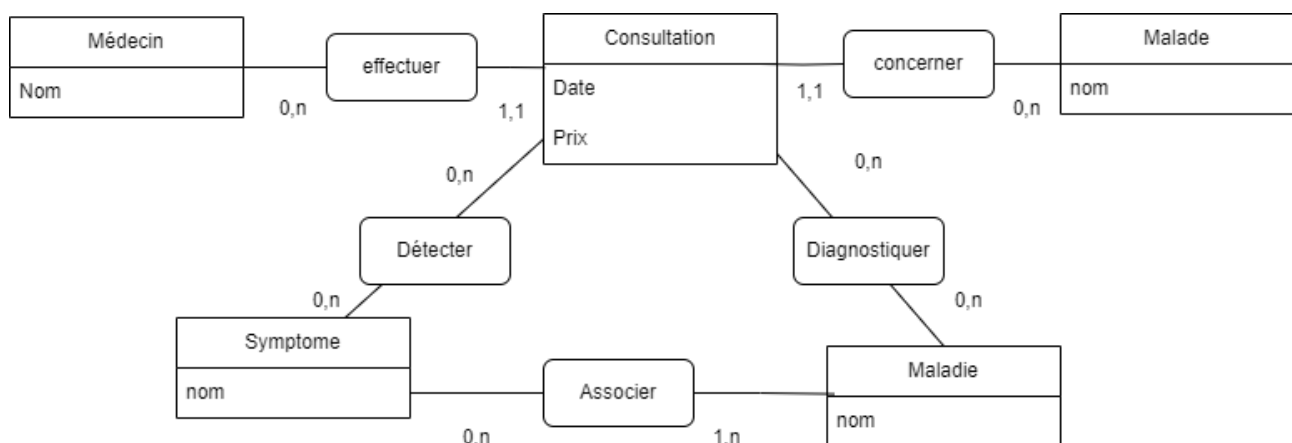 Médecin
Nom
effectuer
0,n
1,1
Consultation
Date
Prix
concerner
1,1
0,n
Malade
nom
0,n
Détecter
0,n
0,n
Diagnostiquer
0,n
Symptome
nom
Associer
0,n
1,n
Maladie
nom